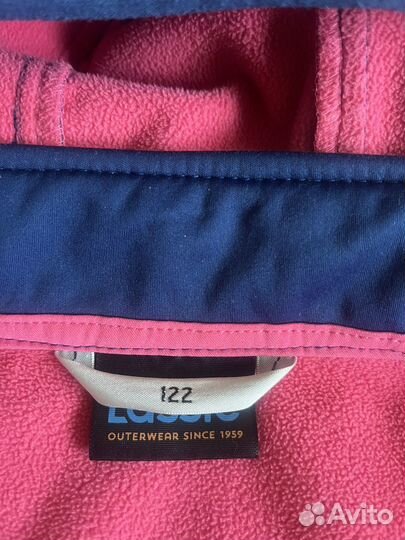 122
Lassie
OUTERWEAR SINCE 1959
Avito